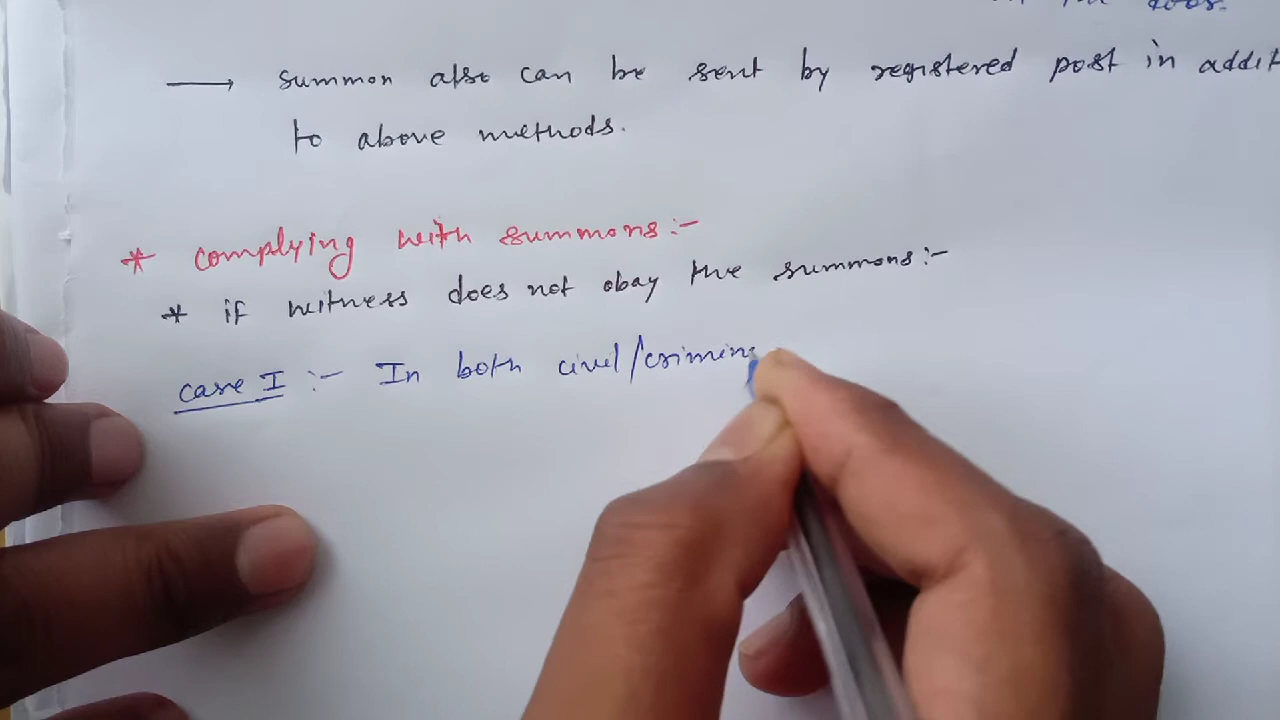 ⟶ summon also can be sent by registered post in addit
to above methods.
* complying with summons:-
* if witness does not obay the summons:-
case I :- In both civil/crimin